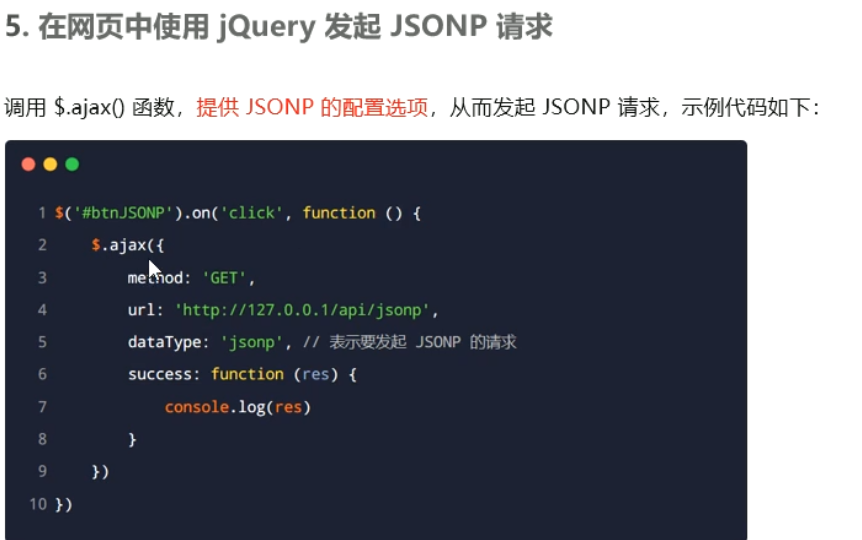 5. 在网页中使用 jQuery 发起 JSONP 请求
调用 $.ajax() 函数，提供 JSONP 的配置选项，从而发起 JSONP 请求，示例代码如下：
1 $('#btnJSONP').on('click', function () {
2     $.ajax({
3         method: 'GET',
4         url: 'http://127.0.0.1/api/jsonp',
5         dataType: 'jsonp', // 表示要发起 JSONP 的请求
6         success: function (res) {
7             console.log(res)
8         }
9     })
10 })